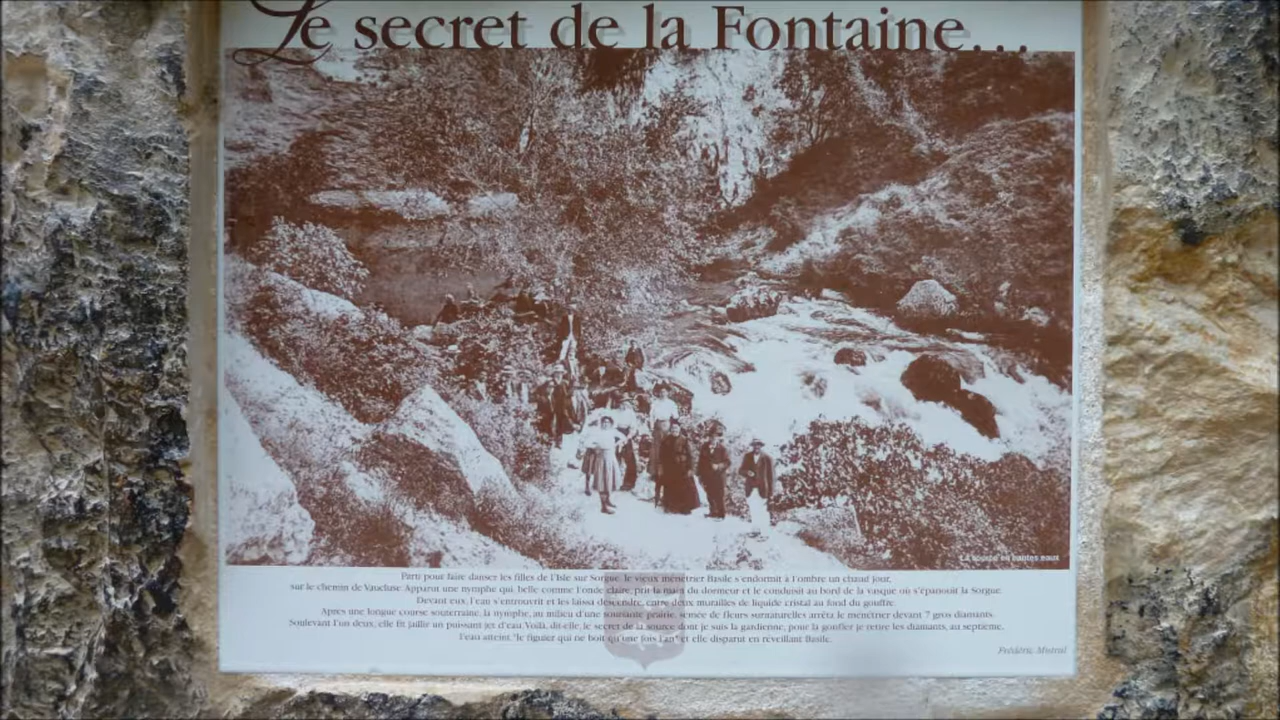 Le secret de la Fontaine...
La source en hautes eaux
Parti pour faire danser les filles de l'Isle sur Sorgue, le vieux ménétrier Basile s'endormit à l'ombre un chaud jour,
sur le chemin de Vaucluse Apparut une nymphe qui, belle comme l'onde claire, prit la main du dormeur et le conduisit au bord de la vasque où s'épanouit la Sorgue.
Devant eux, l'eau s'entrouvrit et les laissa descendre, entre deux murailles de liquide cristal au fond du gouffre.
Après une longue course souterraine, la nymphe, au milieu d'une souriante prairie, semée de fleurs surnaturelles arrêta le ménétrier devant 7 gros diamants.
Soulevant l'un deux, elle fit jaillir un puissant jet d'eau. Voilà, dit-elle, le secret de la source dont je suis la gardienne, pour la gonfler je retire les diamants, au septième,
l'eau atteint "le figuier qui ne boit qu'une fois l'an" et elle disparut en réveillant Basile.
Frédéric Mistral